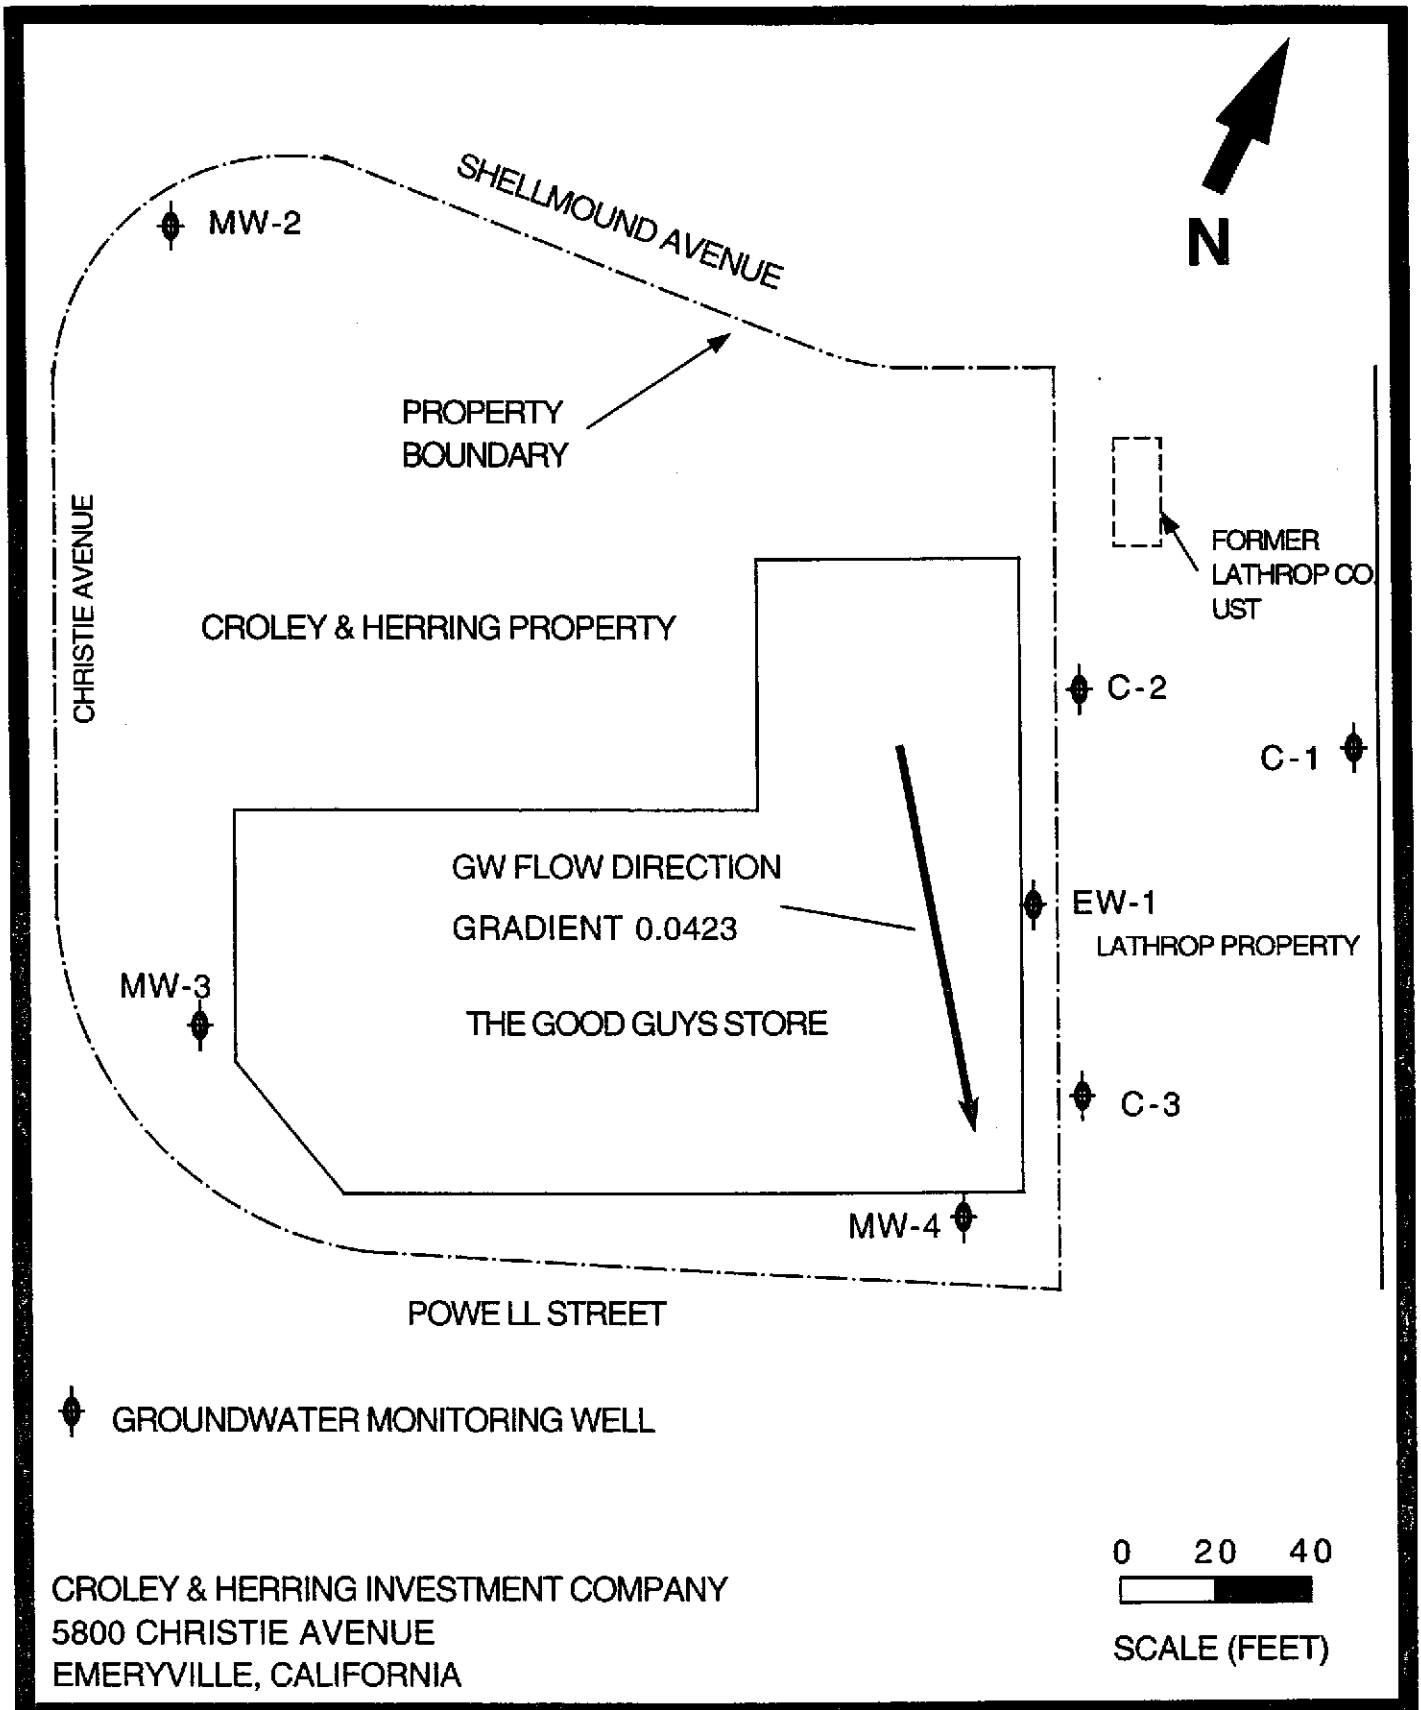 N
SHELLMOUND AVENUE
MW-2
PROPERTY
BOUNDARY
CHRISTIE AVENUE
FORMER
LATHROP CO.
UST
CROLEY & HERRING PROPERTY
C-2
C-1
GW FLOW DIRECTION
GRADIENT 0.0423
EW-1
LATHROP PROPERTY
MW-3
THE GOOD GUYS STORE
C-3
MW-4
POWELL STREET
GROUNDWATER MONITORING WELL
0 20 40
SCALE (FEET)
CROLEY & HERRING INVESTMENT COMPANY
5800 CHRISTIE AVENUE
EMERYVILLE, CALIFORNIA